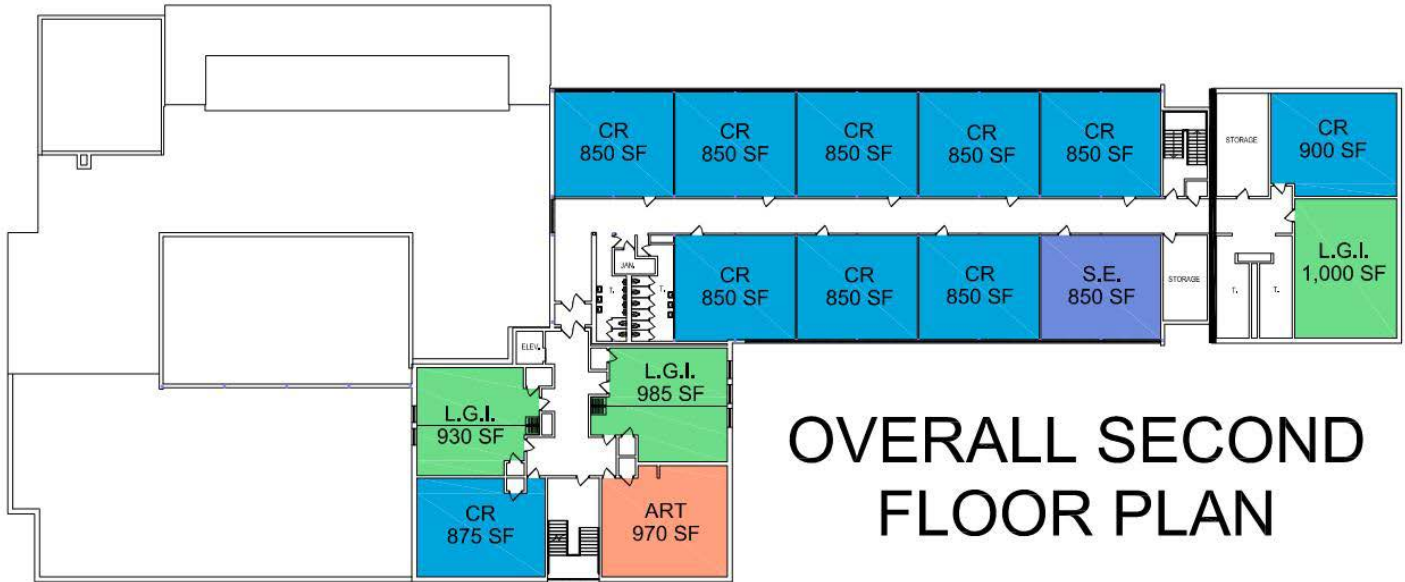 CR
850 SF
CR
850 SF
CR
850 SF
CR
850 SF
CR
850 SF
STORAGE
CR
900 SF
JAN.
T.
T.
CR
850 SF
CR
850 SF
CR
850 SF
S.E.
850 SF
STORAGE
T.
T.
L.G.I.
1,000 SF
ELEV.
L.G.I.
930 SF
L.G.I.
985 SF
CR
875 SF
ART
970 SF
OVERALL SECOND
FLOOR PLAN